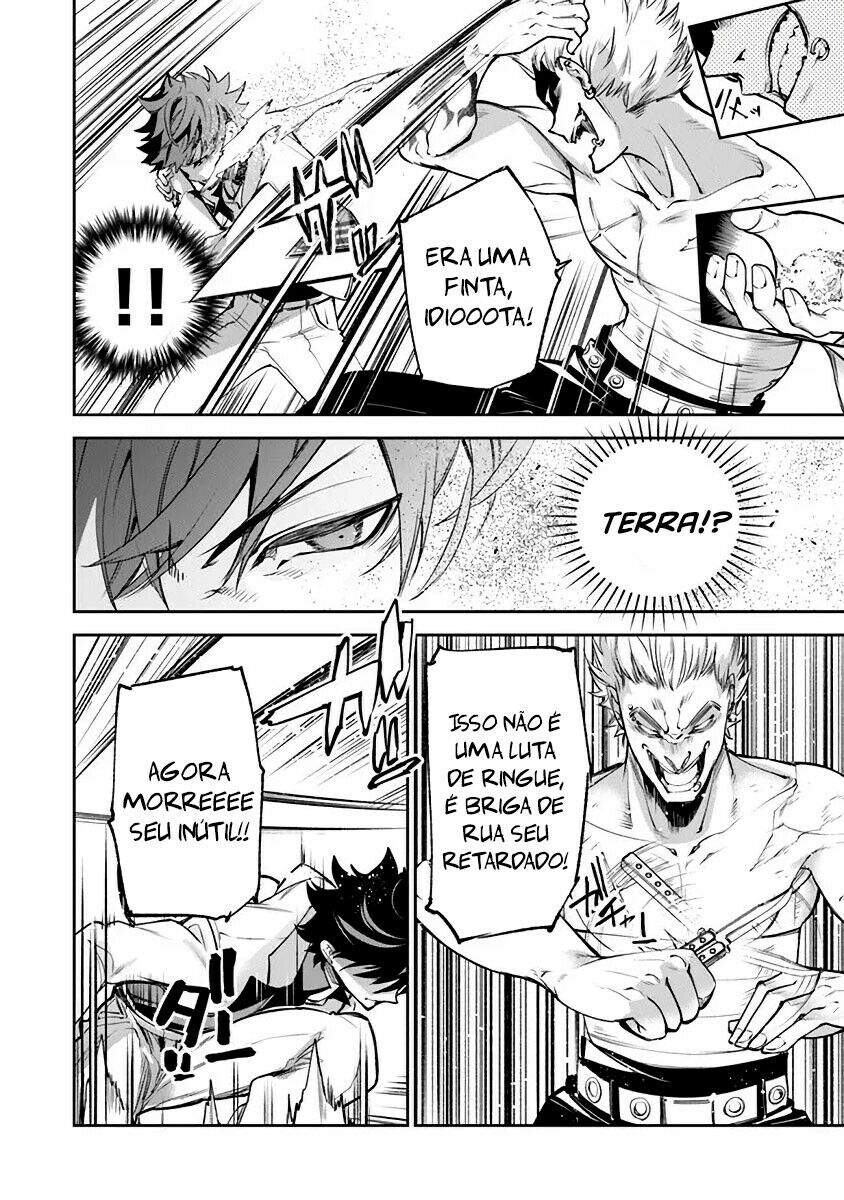 ERA UMA
FINTA,
IDIOOOTA!
!!
TERRA!?
ISSO NÃO É
UMA LUTA
DE RINGUE,
É BRIGA DE
RUA SEU
RETARDADO!
AGORA
MORREEEE
SEU INÚTIL!!